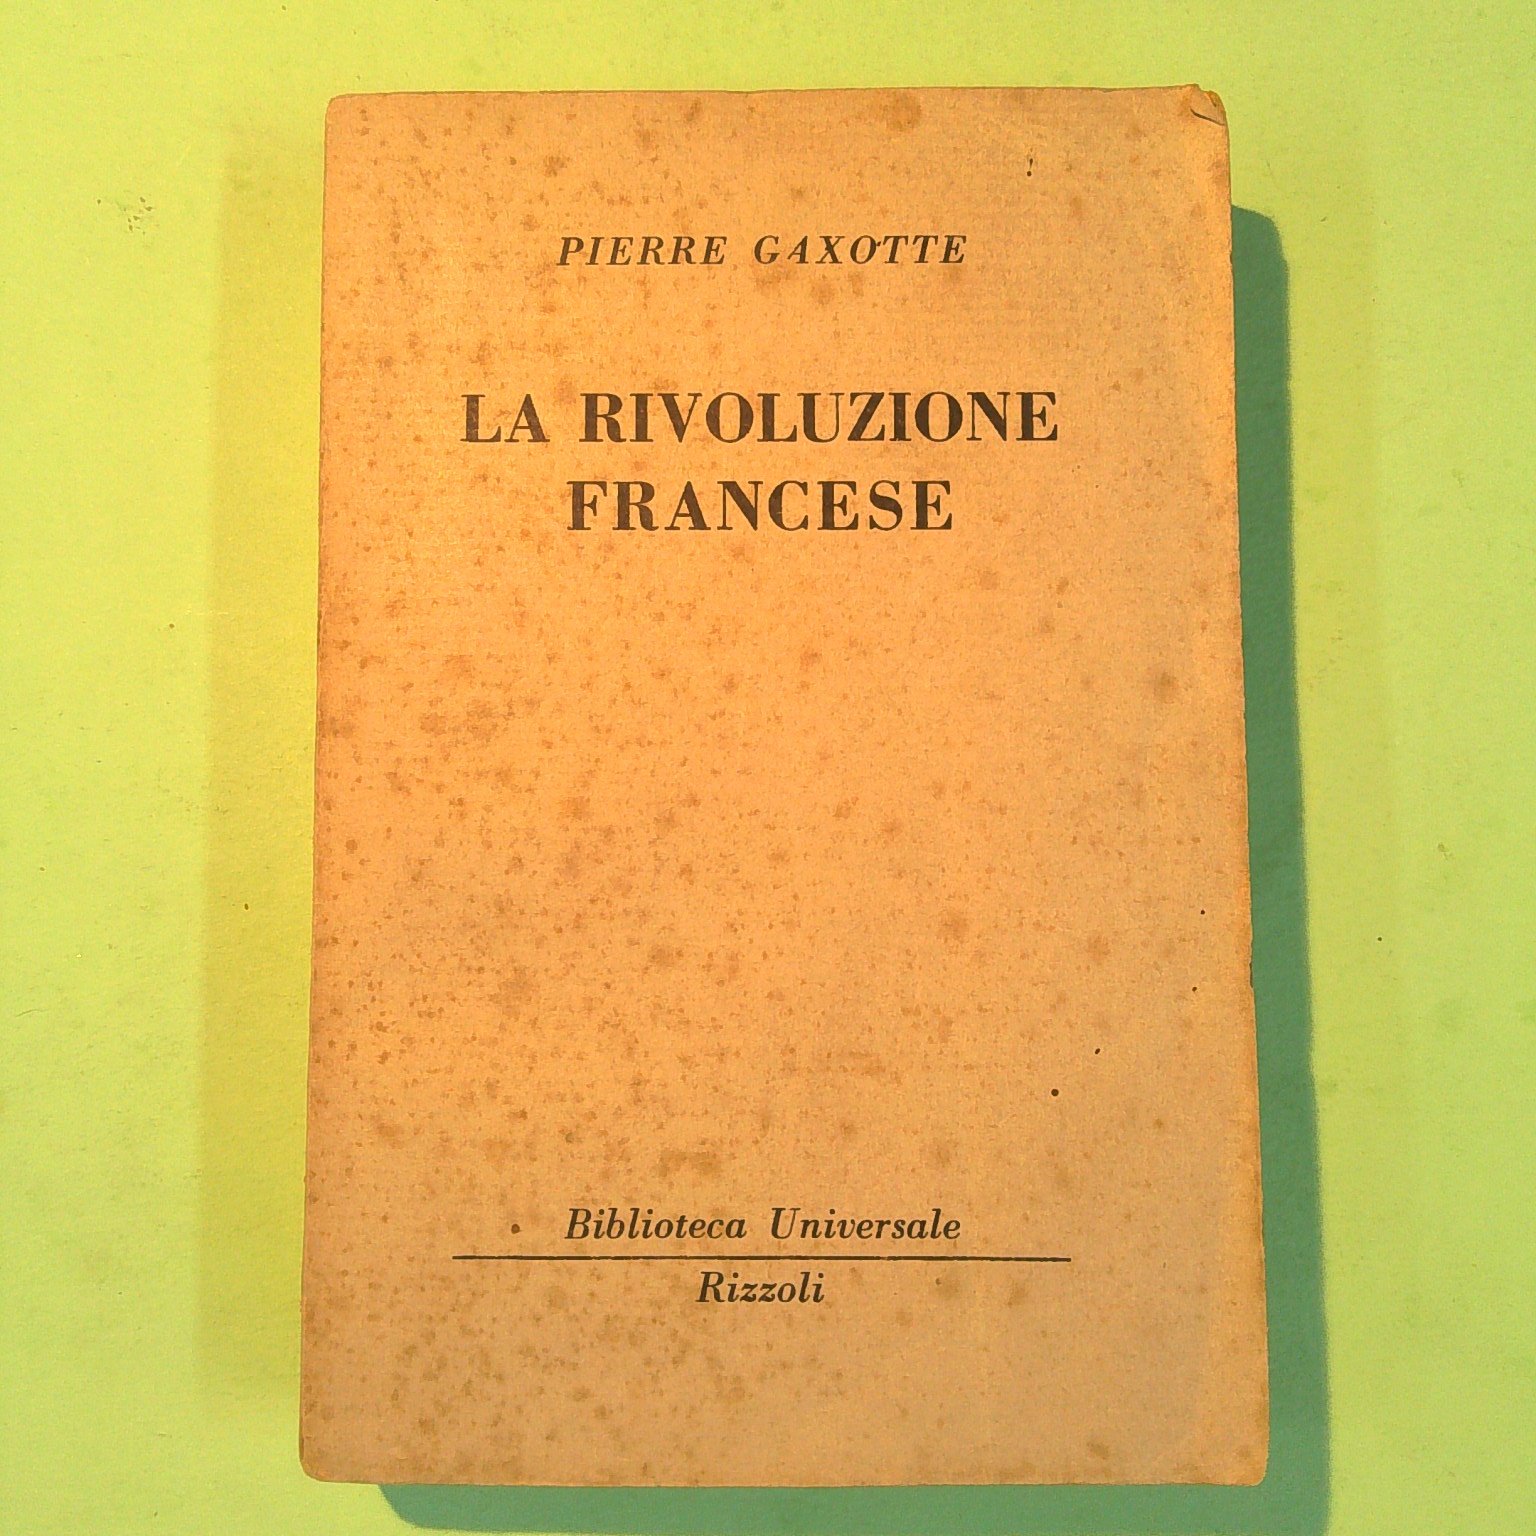 PIERRE GAXOTTE
LA RIVOLUZIONE
FRANCESE
Biblioteca Universale
Rizzoli